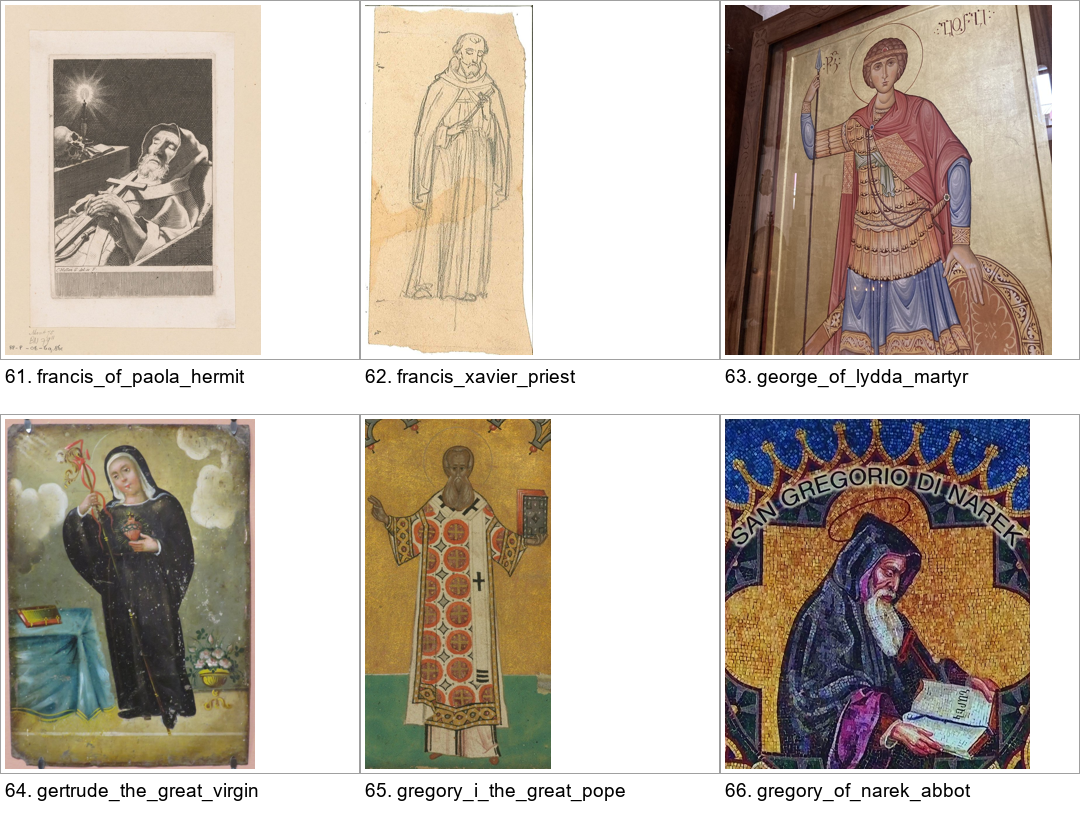 61. francis_of_paola_hermit
62. francis_xavier_priest
63. george_of_lydda_martyr
SAN GREGORIO DI NAREK
64. gertrude_the_great_virgin
65. gregory_i_the_great_pope
66. gregory_of_narek_abbot